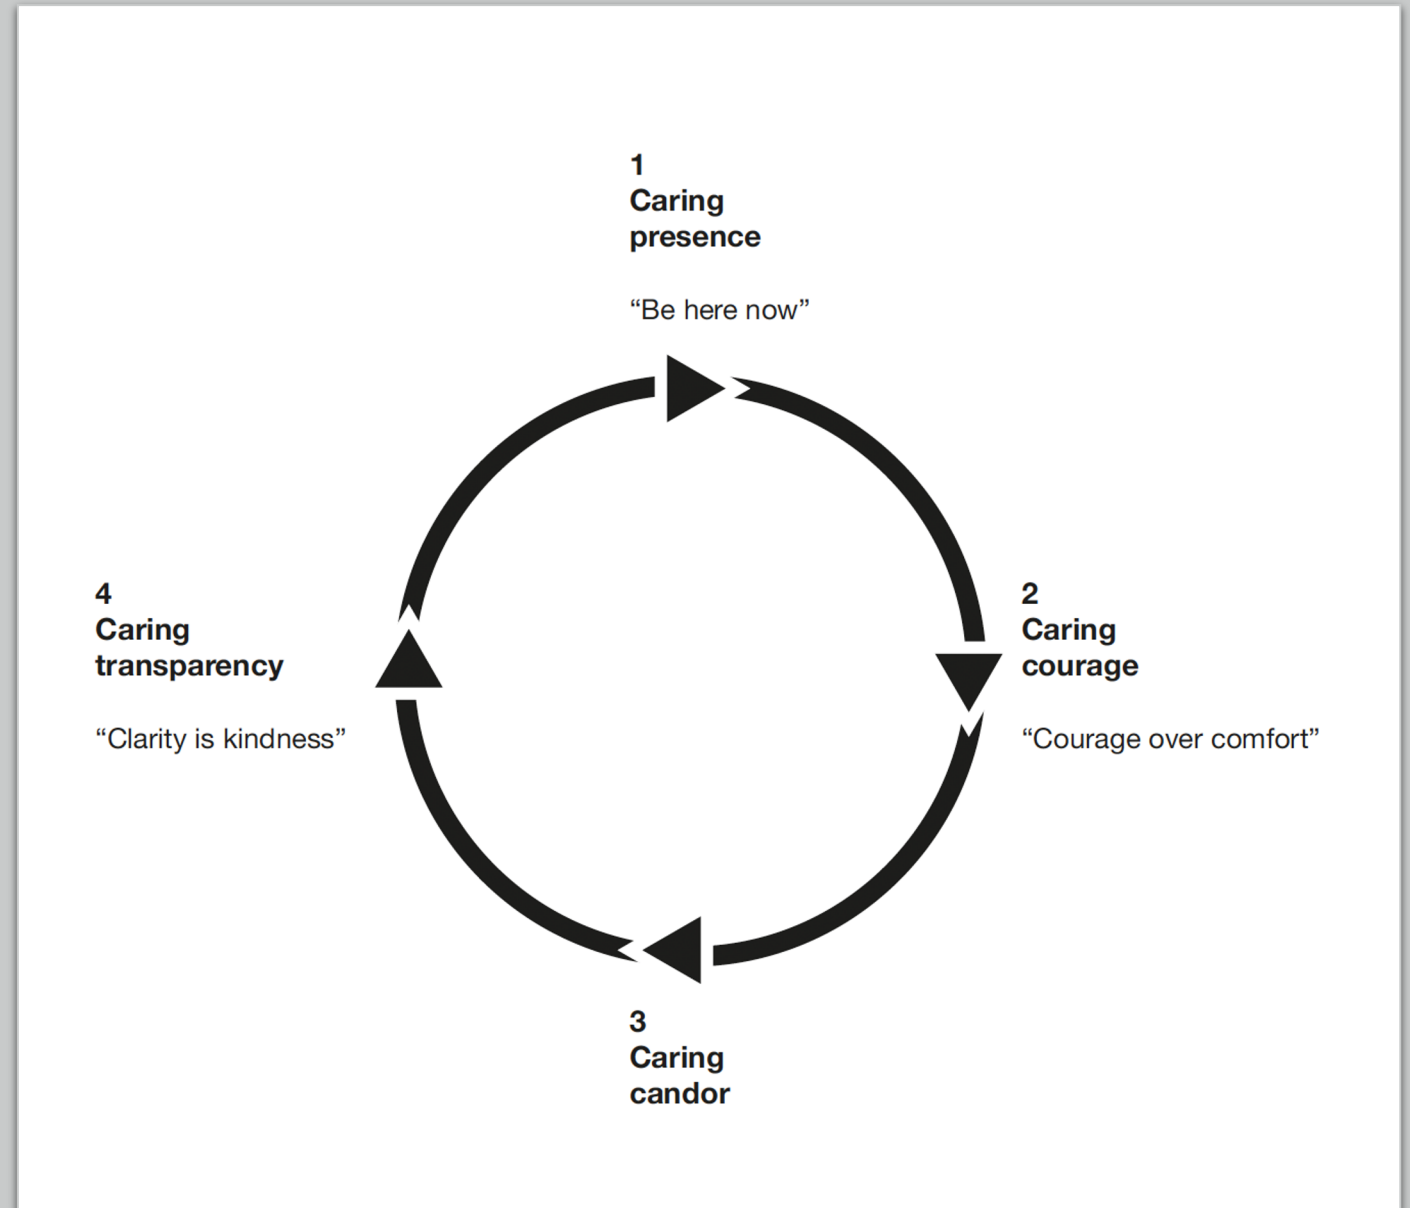 1
Caring
presence
“Be here now”
2
Caring
courage
“Courage over comfort”
3
Caring
candor
4
Caring
transparency
“Clarity is kindness”